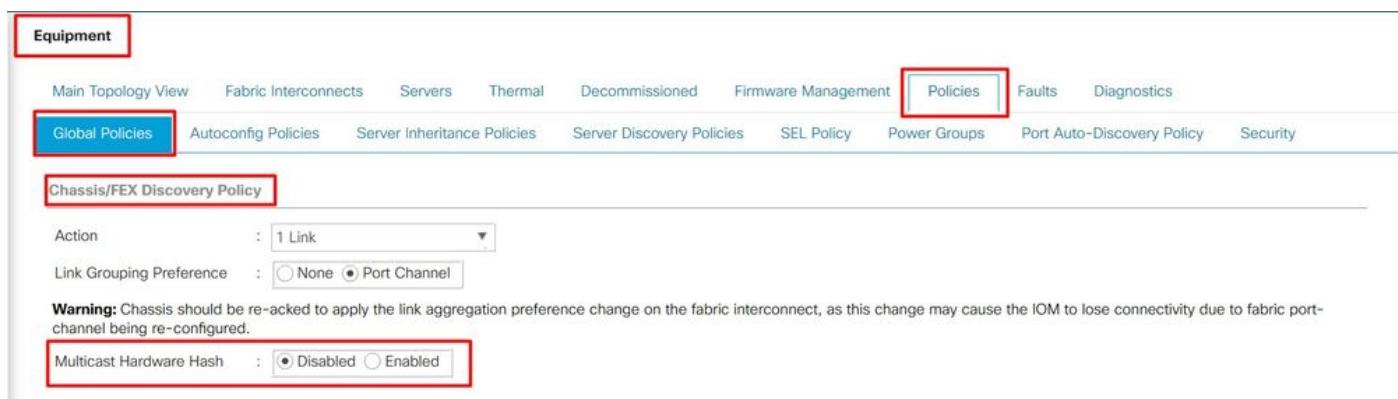 Equipment
Main Topology View Fabric Interconnects Servers Thermal Decommissioned Firmware Management Policies Faults Diagnostics
Global Policies Autoconfig Policies Server Inheritance Policies Server Discovery Policies SEL Policy Power Groups Port Auto-Discovery Policy Security
Chassis/FEX Discovery Policy
Action : 1 Link
Link Grouping Preference : None Port Channel
Warning: Chassis should be re-acked to apply the link aggregation preference change on the fabric interconnect, as this change may cause the IOM to lose connectivity due to fabric port-
channel being re-configured.
Multicast Hardware Hash : Disabled Enabled